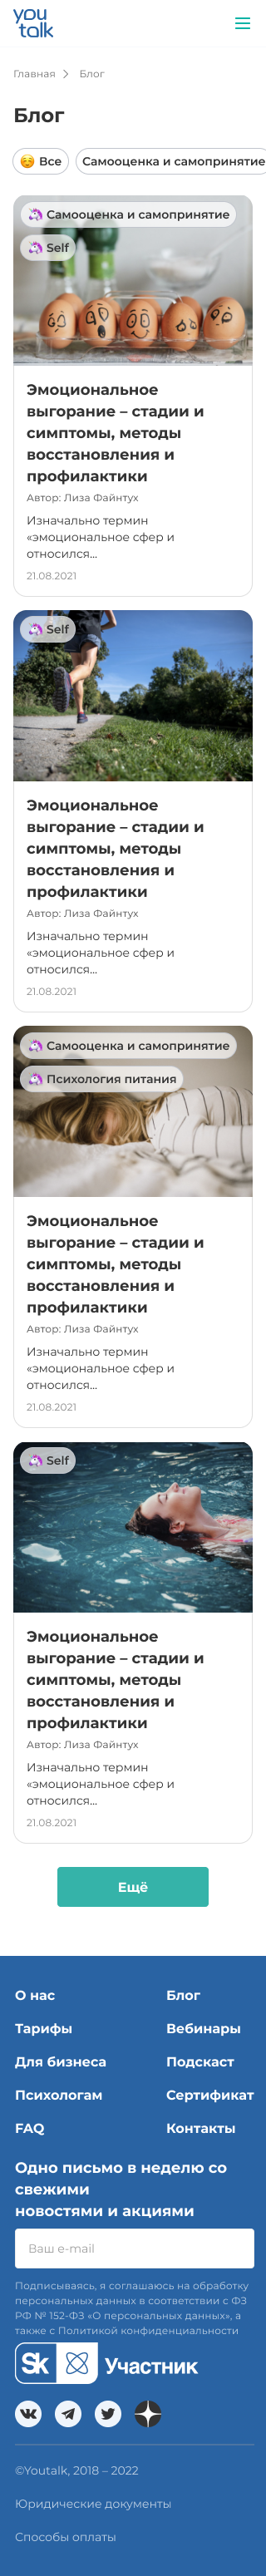 you
talk
Главная > Блог
Блог
Все
Самооценка и самопринятие
Самооценка и самопринятие
Self
Эмоциональное
выгорание – стадии и
симптомы, методы
восстановления и
профилактики
Автор: Лиза Файнтух
Изначально термин
«эмоциональное сфер и
относился...
21.08.2021
Self
Эмоциональное
выгорание – стадии и
симптомы, методы
восстановления и
профилактики
Автор: Лиза Файнтух
Изначально термин
«эмоциональное сфер и
относился...
21.08.2021
Самооценка и самопринятие
Психология питания
Эмоциональное
выгорание – стадии и
симптомы, методы
восстановления и
профилактики
Автор: Лиза Файнтух
Изначально термин
«эмоциональное сфер и
относился...
21.08.2021
Self
Эмоциональное
выгорание – стадии и
симптомы, методы
восстановления и
профилактики
Автор: Лиза Файнтух
Изначально термин
«эмоциональное сфер и
относился...
21.08.2021
Ещё
О нас
Блог
Тарифы
Вебинары
Для бизнеса
Подскаст
Психологам
Сертификат
FAQ
Контакты
Одно письмо в неделю со
свежими
новостями и акциями
Ваш e-mail
Подписываясь, я соглашаюсь на обработку
персональных данных в соответствии с ФЗ
РФ № 152-ФЗ «О персональных данных», а
также с Политикой конфиденциальности
Sk Участник
©Youtalk, 2018 – 2022
Юридические документы
Способы оплаты